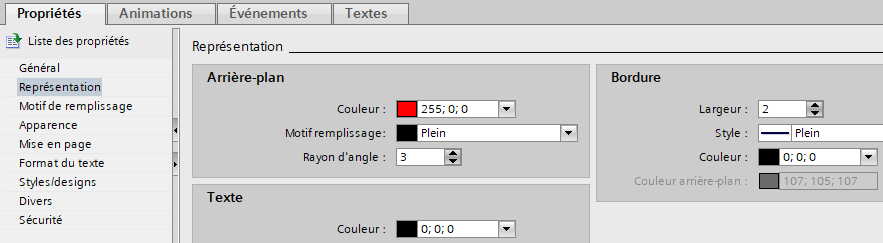 Propriétés Animations Événements Textes
Liste des propriétés
Général
Représentation
Motif de remplissage
Apparence
Mise en page
Format du texte
Styles/designs
Divers
Sécurité
Représentation
Arrière-plan
Couleur : 255; 0; 0
Motif remplissage: Plein
Rayon d'angle : 3
Texte
Couleur : 0; 0; 0
Bordure
Largeur : 2
Style : Plein
Couleur : 0; 0; 0
Couleur arrière-plan : 107; 105; 107